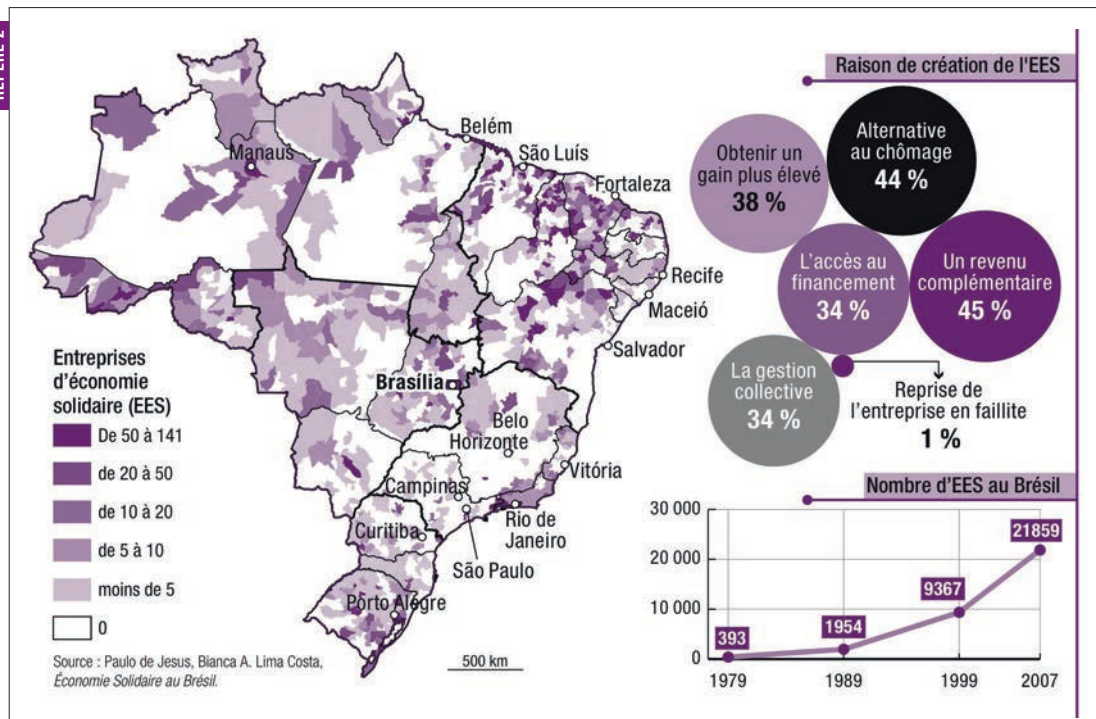 REPÈRE 2
Belém
Manaus
São Luís
Fortaleza
Recife
Maceió
Salvador
Brasília
Belo
Horizonte
Vitória
Campinas
Rio de
Janeiro
Curitiba
São Paulo
Porto Alégre
Entreprises
d'économie
solidaire (EES)
De 50 à 141
de 20 à 50
de 10 à 20
de 5 à 10
moins de 5
0
Source : Paulo de Jesus, Bianca A. Lima Costa,
Économie Solidaire au Brésil.
500 km
Raison de création de l'EES
Obtenir un
gain plus élevé
38 %
Alternative
au chômage
44 %
L'accès au
financement
34 %
Un revenu
complémentaire
45 %
La gestion
collective
34 %
Reprise de
l'entreprise en faillite
1 %
Nombre d'EES au Brésil
30 000
20 000
10 000
0
393
1954
9367
21859
1979
1989
1999
2007